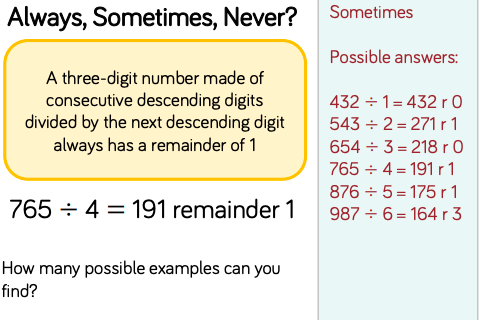 Always, Sometimes, Never?
A three-digit number made of
consecutive descending digits
divided by the next descending digit
always has a remainder of 1
765 ÷ 4 = 191 remainder 1
How many possible examples can you
find?
Sometimes
Possible answers:
432 ÷ 1 = 432 r 0
543 ÷ 2 = 271 r 1
654 ÷ 3 = 218 r 0
765 ÷ 4 = 191 r 1
876 ÷ 5 = 175 r 1
987 ÷ 6 = 164 r 3